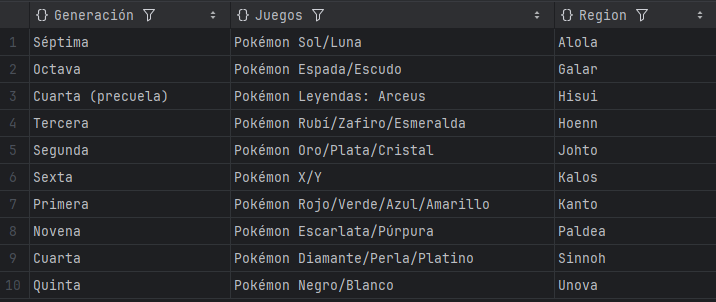 {} Generación {} Juegos {} Region
1 Séptima Pokémon Sol/Luna Alola
2 Octava Pokémon Espada/Escudo Galar
3 Cuarta (precuela) Pokémon Leyendas: Arceus Hisui
4 Tercera Pokémon Rubí/Zafiro/Esmeralda Hoenn
5 Segunda Pokémon Oro/Plata/Cristal Johto
6 Sexta Pokémon X/Y Kalos
7 Primera Pokémon Rojo/Verde/Azul/Amarillo Kanto
8 Novena Pokémon Escarlata/Púrpura Paldea
9 Cuarta Pokémon Diamante/Perla/Platino Sinnoh
10 Quinta Pokémon Negro/Blanco Unova